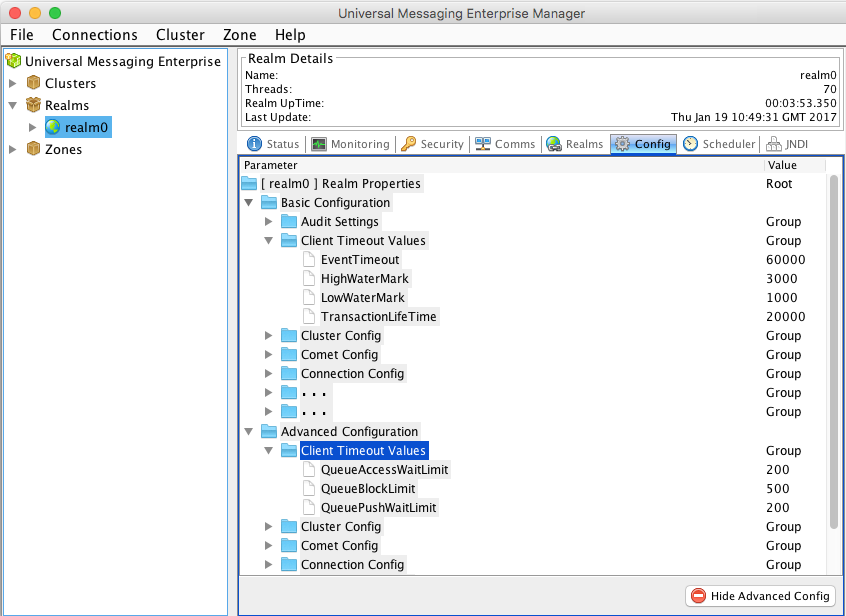 Universal Messaging Enterprise Manager
File Connections Cluster Zone Help
Universal Messaging Enterprise
Clusters
Realms
realm0
Zones
Realm Details
Name: realm0
Threads: 70
Realm UpTime: 00:03:53.350
Last Update: Thu Jan 19 10:49:31 GMT 2017
Status Monitoring Security Comms Realms Config Scheduler JNDI
Parameter Value
[ realm0 ] Realm Properties Root
Basic Configuration
Audit Settings Group
Client Timeout Values Group
EventTimeout 60000
HighWaterMark 3000
LowWaterMark 1000
TransactionLifeTime 20000
Cluster Config Group
Comet Config Group
Connection Config Group
... Group
... Group
Advanced Configuration
Client Timeout Values Group
QueueAccessWaitLimit 200
QueueBlockLimit 500
QueuePushWaitLimit 200
Cluster Config Group
Comet Config Group
Connection Config Group
Hide Advanced Config